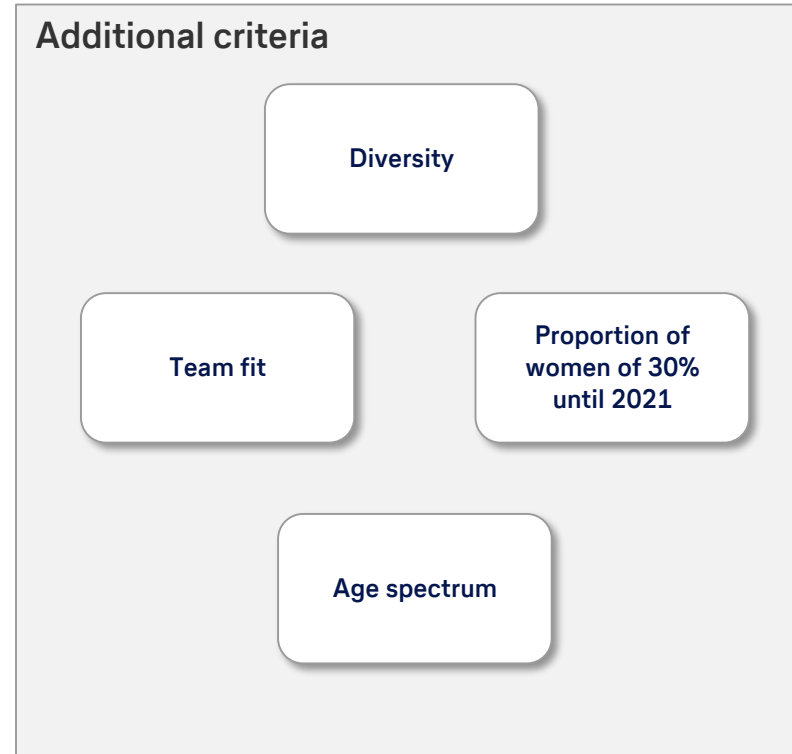 Additional criteria
Diversity
Team fit
Proportion of
women of 30%
until 2021
Age spectrum